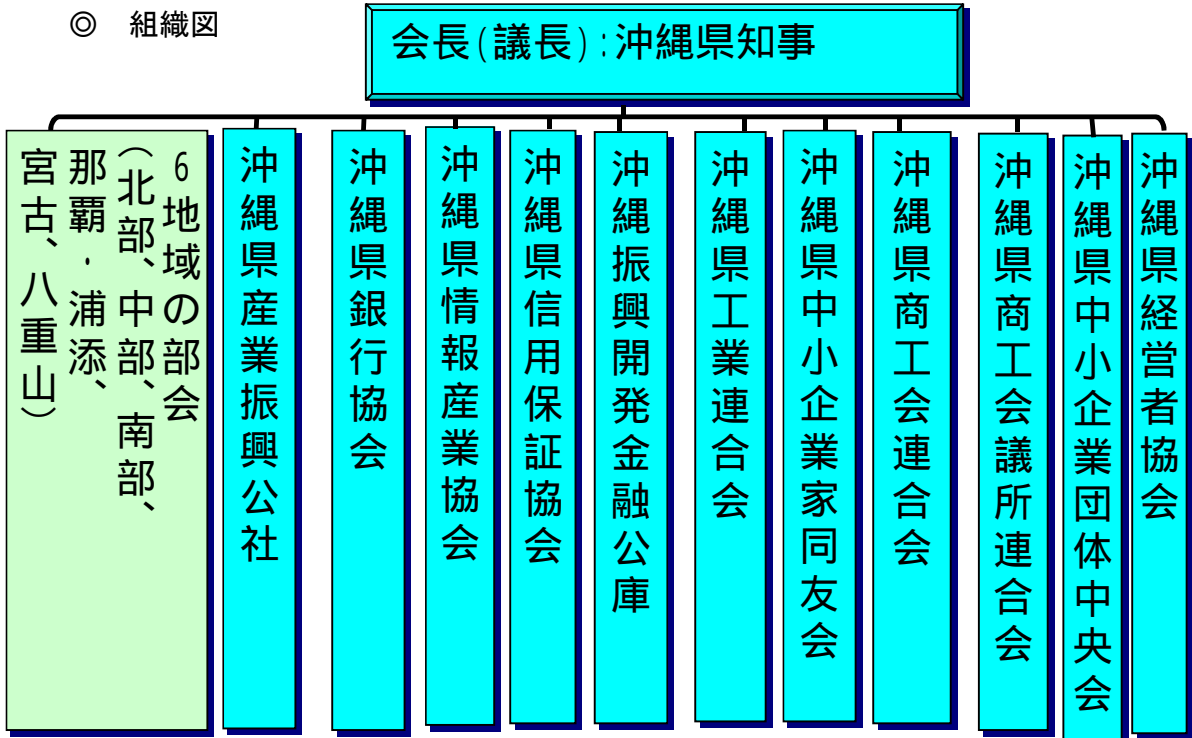 ◎ 組織図
会長(議長):沖縄県知事
沖縄県経営者協会
沖縄県中小企業団体中央会
沖縄県商工会議所連合会
沖縄県商工会連合会
沖縄県中小企業家同友会
沖縄県工業連合会
沖縄振興開発金融公庫
沖縄県信用保証協会
沖縄県情報産業協会
沖縄県銀行協会
沖縄県産業振興公社
6地域の部会
(北部、中部、南部、
那覇・浦添、
宮古、八重山)